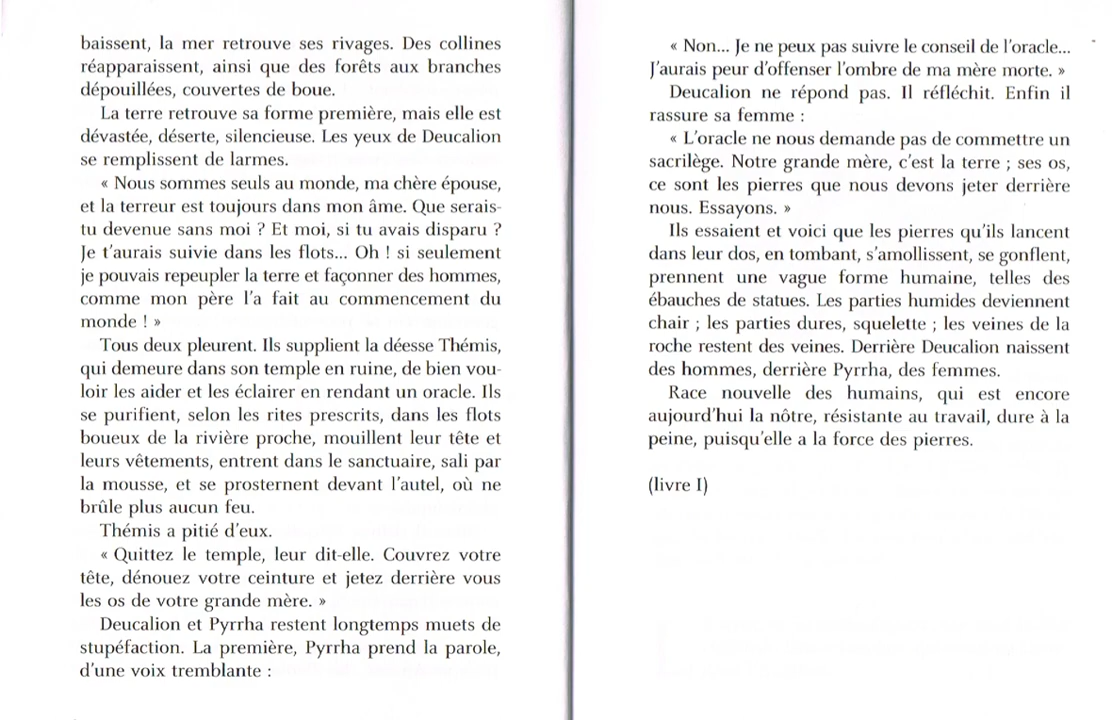 baissent, la mer retrouve ses rivages. Des collines
réapparaissent, ainsi que des forêts aux branches
dépouillées, couvertes de boue.
La terre retrouve sa forme première, mais elle est
dévastée, déserte, silencieuse. Les yeux de Deucalion
se remplissent de larmes.
« Nous sommes seuls au monde, ma chère épouse,
et la terreur est toujours dans mon âme. Que serais-
tu devenue sans moi ? Et moi, si tu avais disparu ?
Je t'aurais suivie dans les flots... Oh ! si seulement
je pouvais repeupler la terre et façonner des hommes,
comme mon père l'a fait au commencement du
monde ! »
Tous deux pleurent. Ils supplient la déesse Thémis,
qui demeure dans son temple en ruine, de bien vou-
loir les aider et les éclairer en rendant un oracle. Ils
se purifient, selon les rites prescrits, dans les flots
boueux de la rivière proche, mouillent leur tête et
leurs vêtements, entrent dans le sanctuaire, sali par
la mousse, et se prosternent devant l'autel, où ne
brûle plus aucun feu.
Thémis a pitié d'eux.
« Quittez le temple, leur dit-elle. Couvrez votre
tête, dénouez votre ceinture et jetez derrière vous
les os de votre grande mère. »
Deucalion et Pyrrha restent longtemps muets de
stupéfaction. La première, Pyrrha prend la parole,
d'une voix tremblante :
« Non... Je ne peux pas suivre le conseil de l'oracle...
J'aurais peur d'offenser l'ombre de ma mère morte. »
Deucalion ne répond pas. Il réfléchit. Enfin il
rassure sa femme :
« L'oracle ne nous demande pas de commettre un
sacrilège. Notre grande mère, c'est la terre ; ses os,
ce sont les pierres que nous devons jeter derrière
nous. Essayons. »
Ils essaient et voici que les pierres qu'ils lancent
dans leur dos, en tombant, s'amollissent, se gonflent,
prennent une vague forme humaine, telles des
ébauches de statues. Les parties humides deviennent
chair ; les parties dures, squelette ; les veines de la
roche restent des veines. Derrière Deucalion naissent
des hommes, derrière Pyrrha, des femmes.
Race nouvelle des humains, qui est encore
aujourd'hui la nôtre, résistante au travail, dure à la
peine, puisqu'elle a la force des pierres.
(livre I)